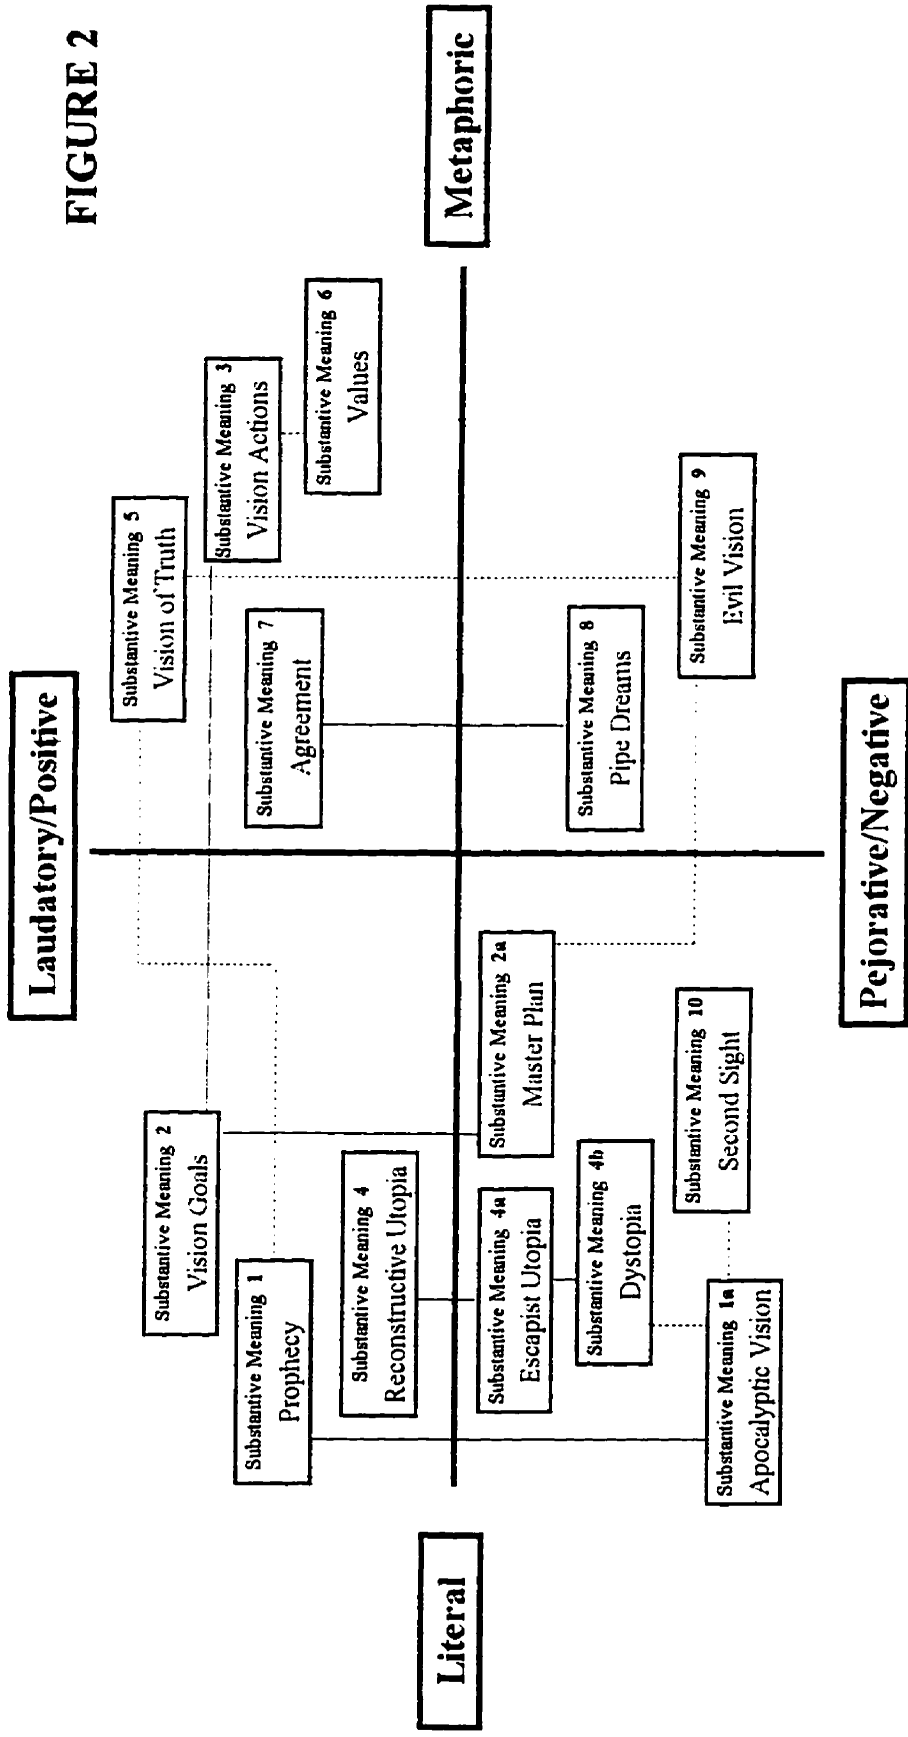 FIGURE 2
Laudatory/Positive
Substantive Meaning 5
Vision of Truth
Substantive Meaning 2
Vision Goals
Substantive Meaning 3
Vision Actions
Substantive Meaning 1
Prophecy
Substantive Meaning 7
Agreement
Substantive Meaning 6
Values
Substantive Meaning 4
Reconstructive Utopia
Literal
Metaphoric
Substantive Meaning 4a
Escapist Utopia
Substantive Meaning 2a
Master Plan
Substantive Meaning 4b
Dystopia
Substantive Meaning 8
Pipe Dreams
Substantive Meaning 10
Second Sight
Substantive Meaning 9
Evil Vision
Substantive Meaning 1a
Apocalyptic Vision
Pejorative/Negative